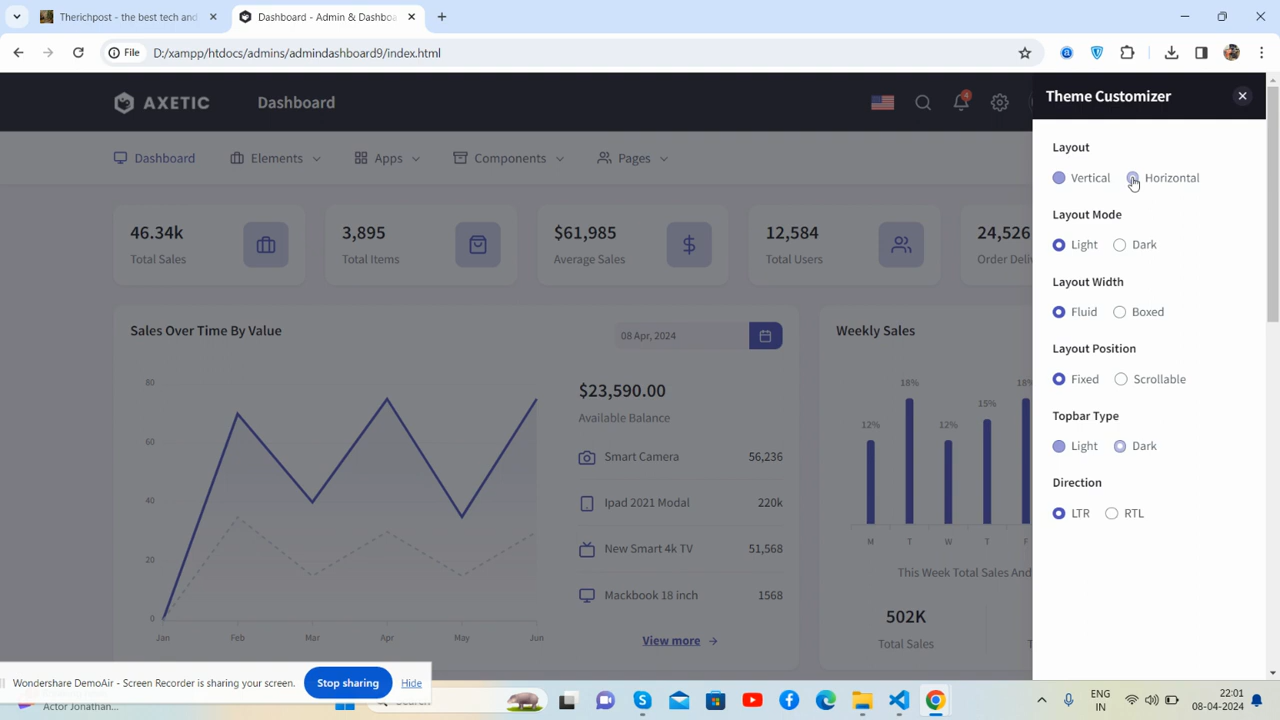 Therichpost - the best tech and
Dashboard - Admin & Dashboard
File D:/xampp/htdocs/admins/admindashboard9/index.html
AXETIC
Dashboard
4
Theme Customizer
Dashboard
Elements
Apps
Components
Pages
46.34k
Total Sales
3,895
Total Items
$61,985
Average Sales
12,584
Total Users
24,526
Order Deli
Sales Over Time By Value
08 Apr, 2024
80
60
40
20
0
Jan Feb Mar Apr May Jun
$23,590.00
Available Balance
Smart Camera 56,236
Ipad 2021 Modal 220k
New Smart 4k TV 51,568
Mackbook 18 inch 1568
View more
Weekly Sales
12% 18% 12% 15% 18%
M T W T F
This Week Total Sales And
502K
Total Sales
Layout
Vertical Horizontal
Layout Mode
Light Dark
Layout Width
Fluid Boxed
Layout Position
Fixed Scrollable
Topbar Type
Light Dark
Direction
LTR RTL
Wondershare DemoAir - Screen Recorder is sharing your screen.
Stop sharing
Hide
Actor Jonathan...
ENG
IN
22:01
08-04-2024